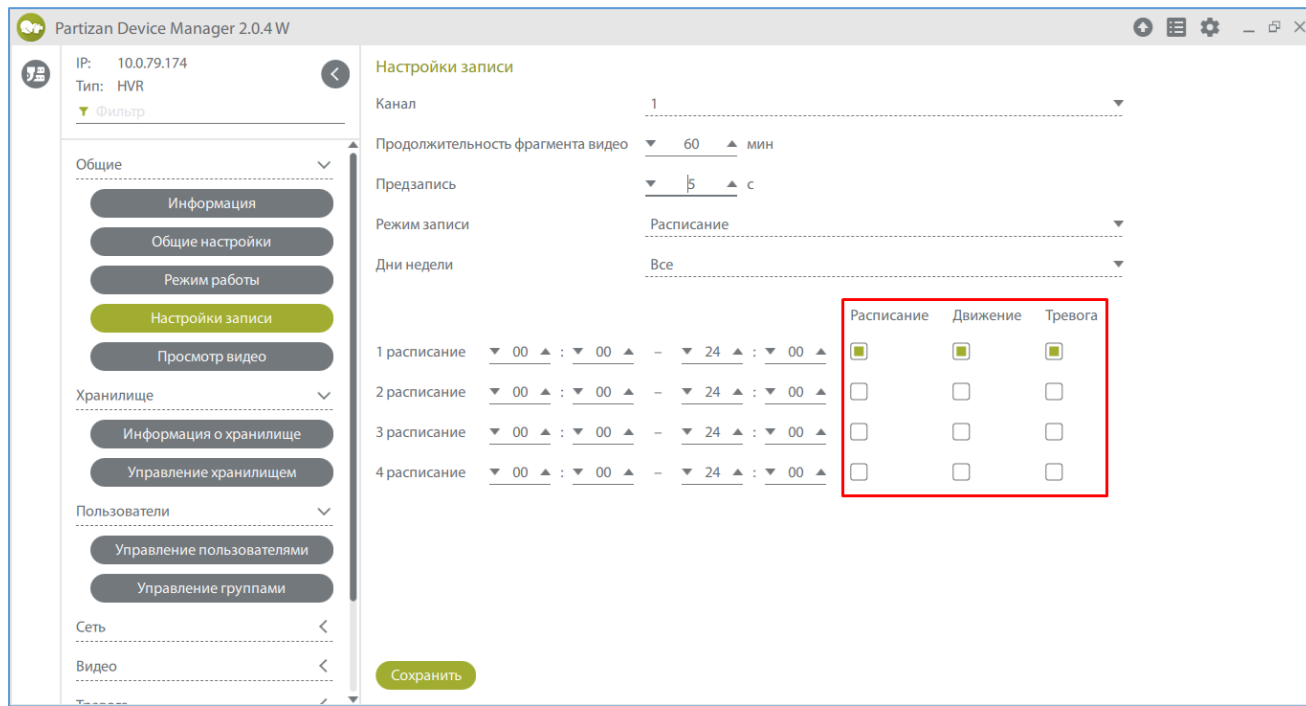 Partizan Device Manager 2.0.4 W
IP: 10.0.79.174
Тип: HVR
Фильтр
Общие
Информация
Общие настройки
Режим работы
Настройки записи
Просмотр видео
Хранилище
Информация о хранилище
Управление хранилищем
Пользователи
Управление пользователями
Управление группами
Сеть
Видео
Тревога
Настройки записи
Канал 1
Продолжительность фрагмента видео 60 мин
Предзапись 5 с
Режим записи Расписание
Дни недели Все
Расписание Движение Тревога
1 расписание 00 : 00 – 24 : 00
2 расписание 00 : 00 – 24 : 00
3 расписание 00 : 00 – 24 : 00
4 расписание 00 : 00 – 24 : 00
Сохранить